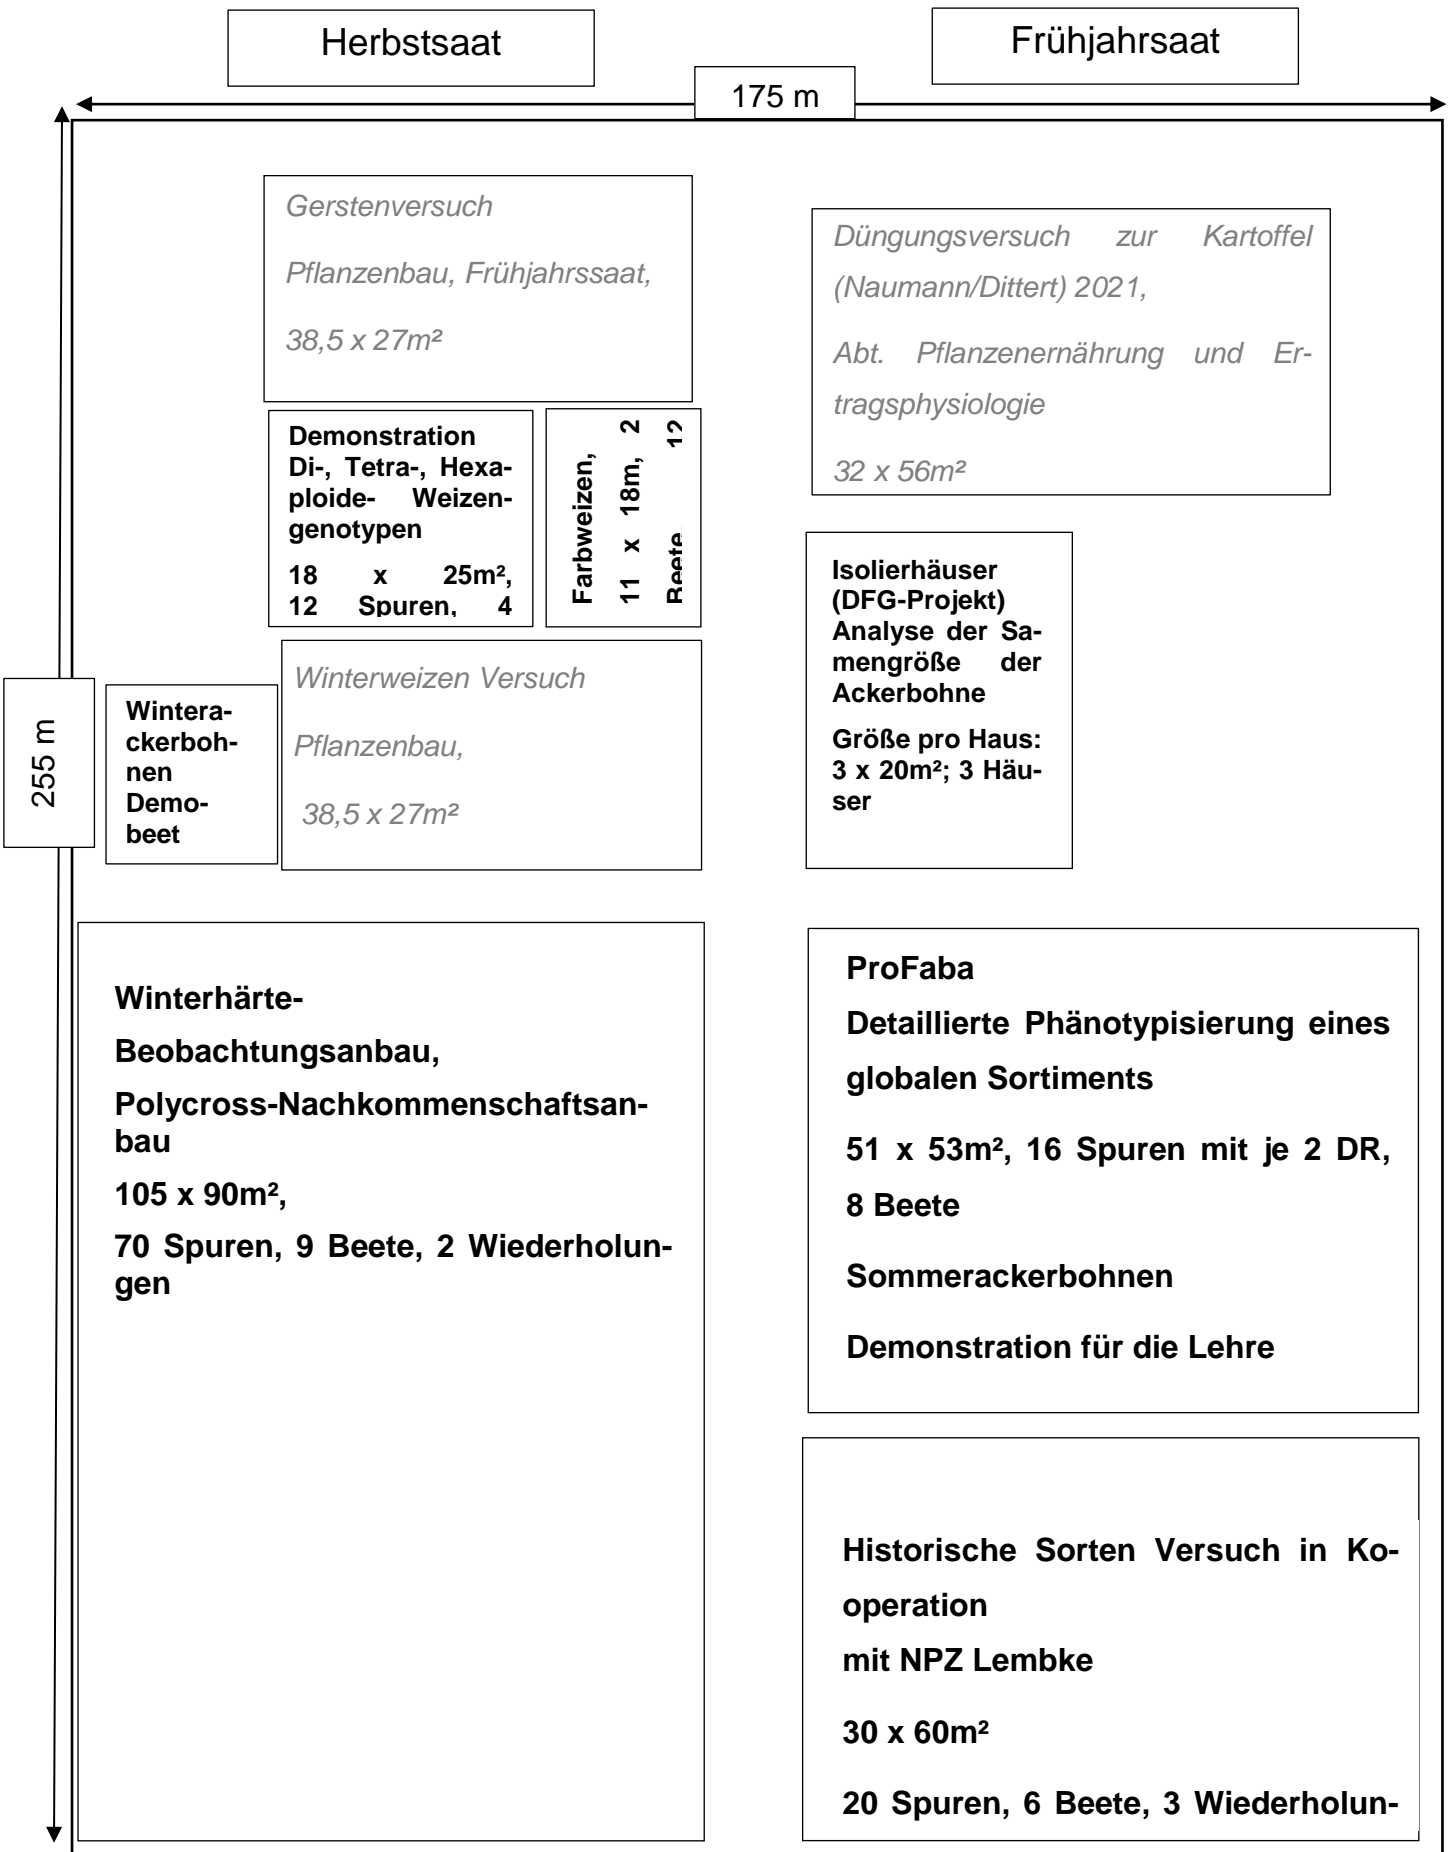 Herbstsaat
Frühjahrsaat
175 m
255 m
Gerstenversuch
Pflanzenbau, Frühjahrssaat,
38,5 x 27m²
Düngungsversuch zur Kartoffel
(Naumann/Dittert) 2021,
Abt. Pflanzenernährung und Er-
tragsphysiologie
32 x 56m²
Demonstration
Di-, Tetra-, Hexa-
ploide- Weizen-
genotypen
18 x 25m²,
12 Spuren, 4
Farbweizen,
11 x 18m, 2
Beete 12
Isolierhäuser
(DFG-Projekt)
Analyse der Sa-
mengröße der
Ackerbohne
Größe pro Haus:
3 x 20m²; 3 Häu-
ser
Winterweizen Versuch
Pflanzenbau,
38,5 x 27m²
Wintera-
ckerboh-
nen
Demo-
beet
Winterhärte-
Beobachtungsanbau,
Polycross-Nachkommenschaftsan-
bau
105 x 90m²,
70 Spuren, 9 Beete, 2 Wiederholun-
gen
ProFaba
Detaillierte Phänotypisierung eines
globalen Sortiments
51 x 53m², 16 Spuren mit je 2 DR,
8 Beete
Sommerackerbohnen
Demonstration für die Lehre
Historische Sorten Versuch in Ko-
operation
mit NPZ Lembke
30 x 60m²
20 Spuren, 6 Beete, 3 Wiederholun-